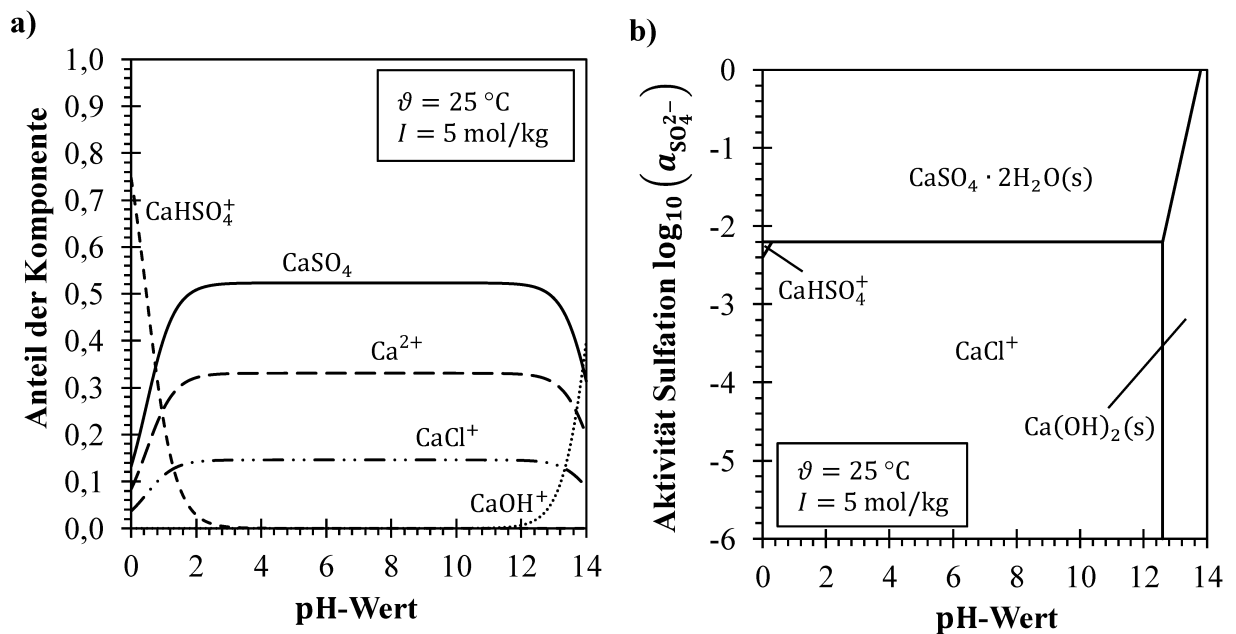 a)
Anteil der Komponente
1,0
0,9
0,8
0,7
0,6
0,5
0,4
0,3
0,2
0,1
0,0
ϑ = 25 °C
I = 5 mol/kg
CaHSO₄⁺
CaSO₄
Ca²⁺
CaCl⁺
CaOH⁺
0 2 4 6 8 10 12 14
pH-Wert
b)
Aktivität Sulfation log₁₀ (a_SO₄²⁻)
0
-1
-2
-3
-4
-5
-6
CaSO₄ · 2H₂O(s)
CaHSO₄⁺
CaCl⁺
Ca(OH)₂(s)
ϑ = 25 °C
I = 5 mol/kg
0 2 4 6 8 10 12 14
pH-Wert